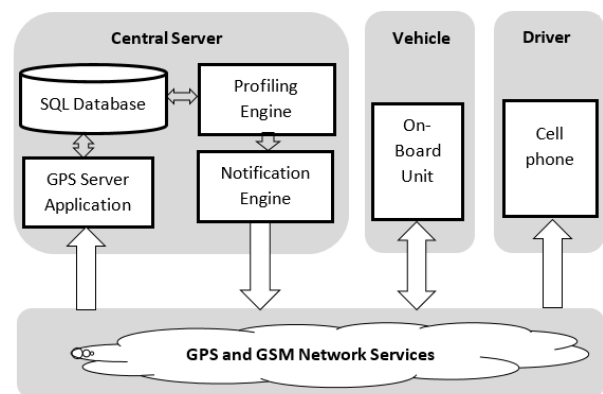 Central Server
SQL Database
Profiling
Engine
GPS Server
Application
Notification
Engine
Vehicle
On-
Board
Unit
Driver
Cell
phone
GPS and GSM Network Services